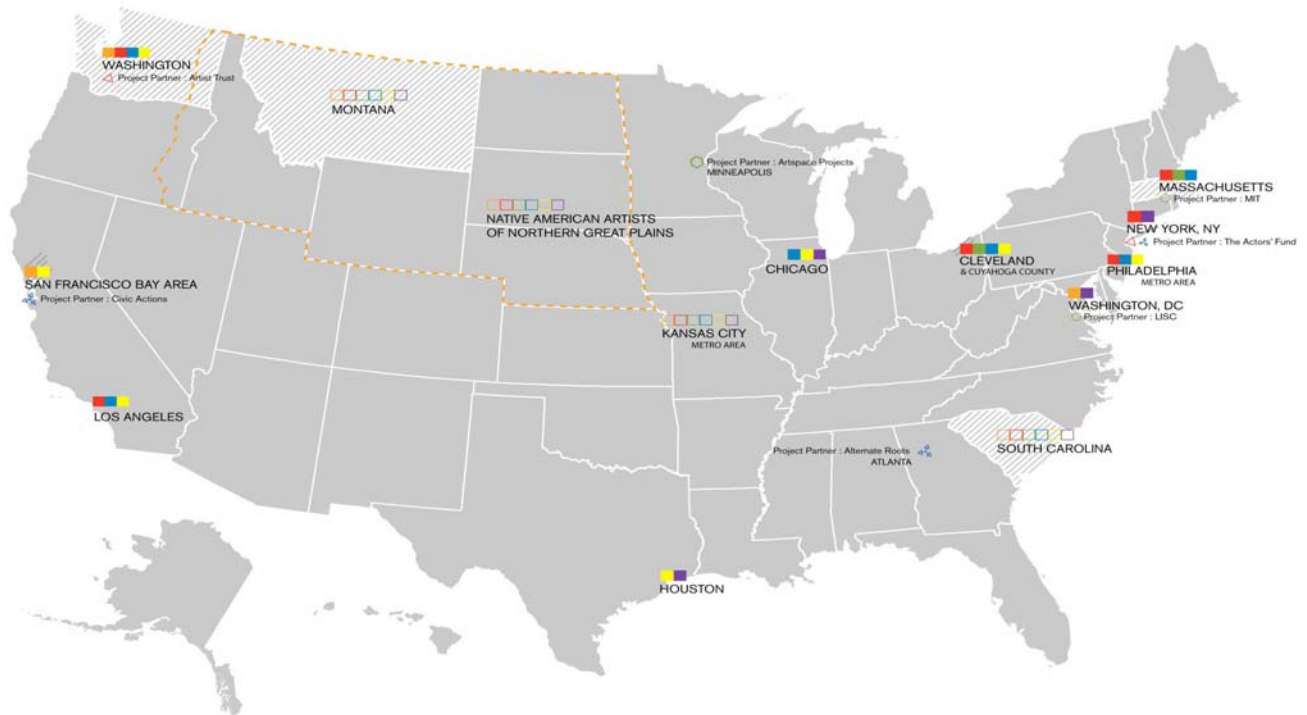 WASHINGTON
Project Partner : Artist Trust
MONTANA
Project Partner : Artspace Projects
MINNEAPOLIS
MASSACHUSETTS
Project Partner : MIT
NATIVE AMERICAN ARTISTS
OF NORTHERN GREAT PLAINS
NEW YORK, NY
Project Partner : The Actors' Fund
CLEVELAND
& CUYAHOGA COUNTY
CHICAGO
PHILADELPHIA
METRO AREA
SAN FRANCISCO BAY AREA
Project Partner : Civic Actions
WASHINGTON, DC
Project Partner : LISC
KANSAS CITY
METRO AREA
LOS ANGELES
SOUTH CAROLINA
Project Partner : Alternate Roots
ATLANTA
HOUSTON